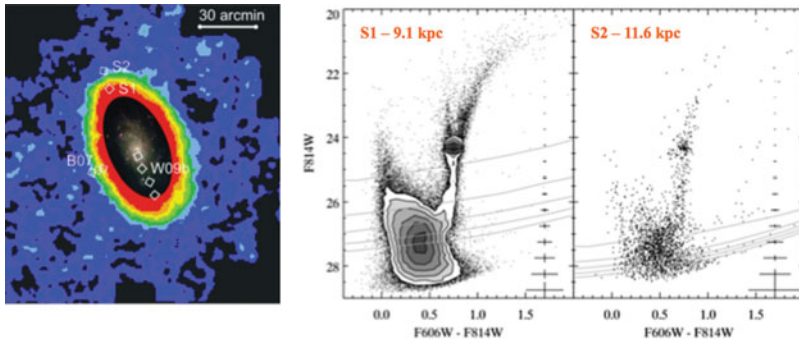 30 arcmin
S2
S1
B07
W09b
S1 – 9.1 kpc
S2 – 11.6 kpc
F814W
20
22
24
26
28
0.0 0.5 1.0 1.5
F606W - F814W
0.0 0.5 1.0 1.5
F606W - F814W